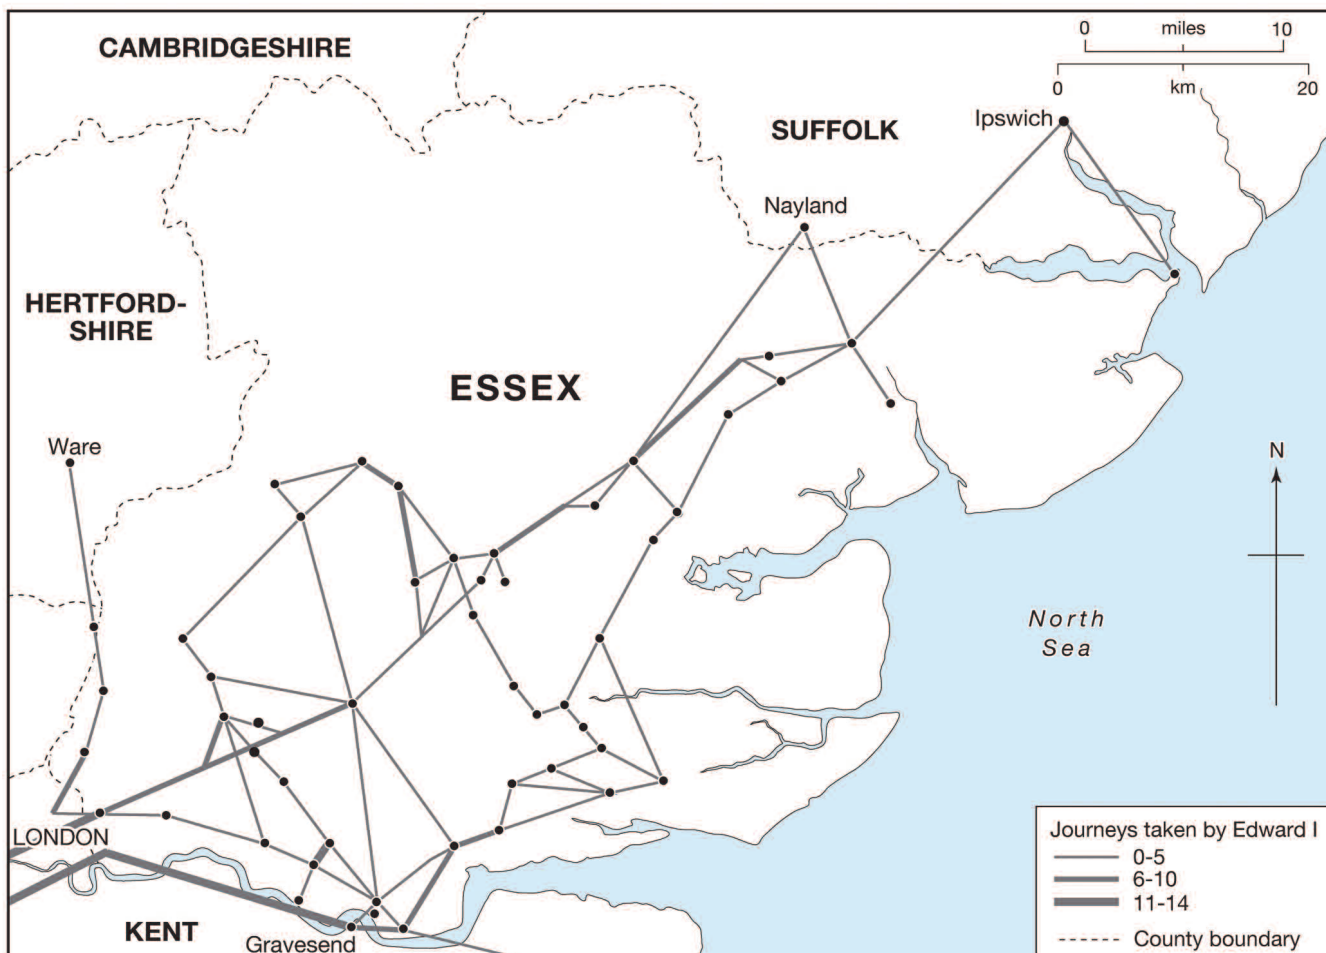 CAMBRIDGESHIRE
0 miles 10
0 km 20
Ipswich
SUFFOLK
Nayland
HERTFORD-
SHIRE
ESSEX
Ware
N
North
Sea
LONDON
KENT
Gravesend
Journeys taken by Edward I
0-5
6-10
11-14
County boundary